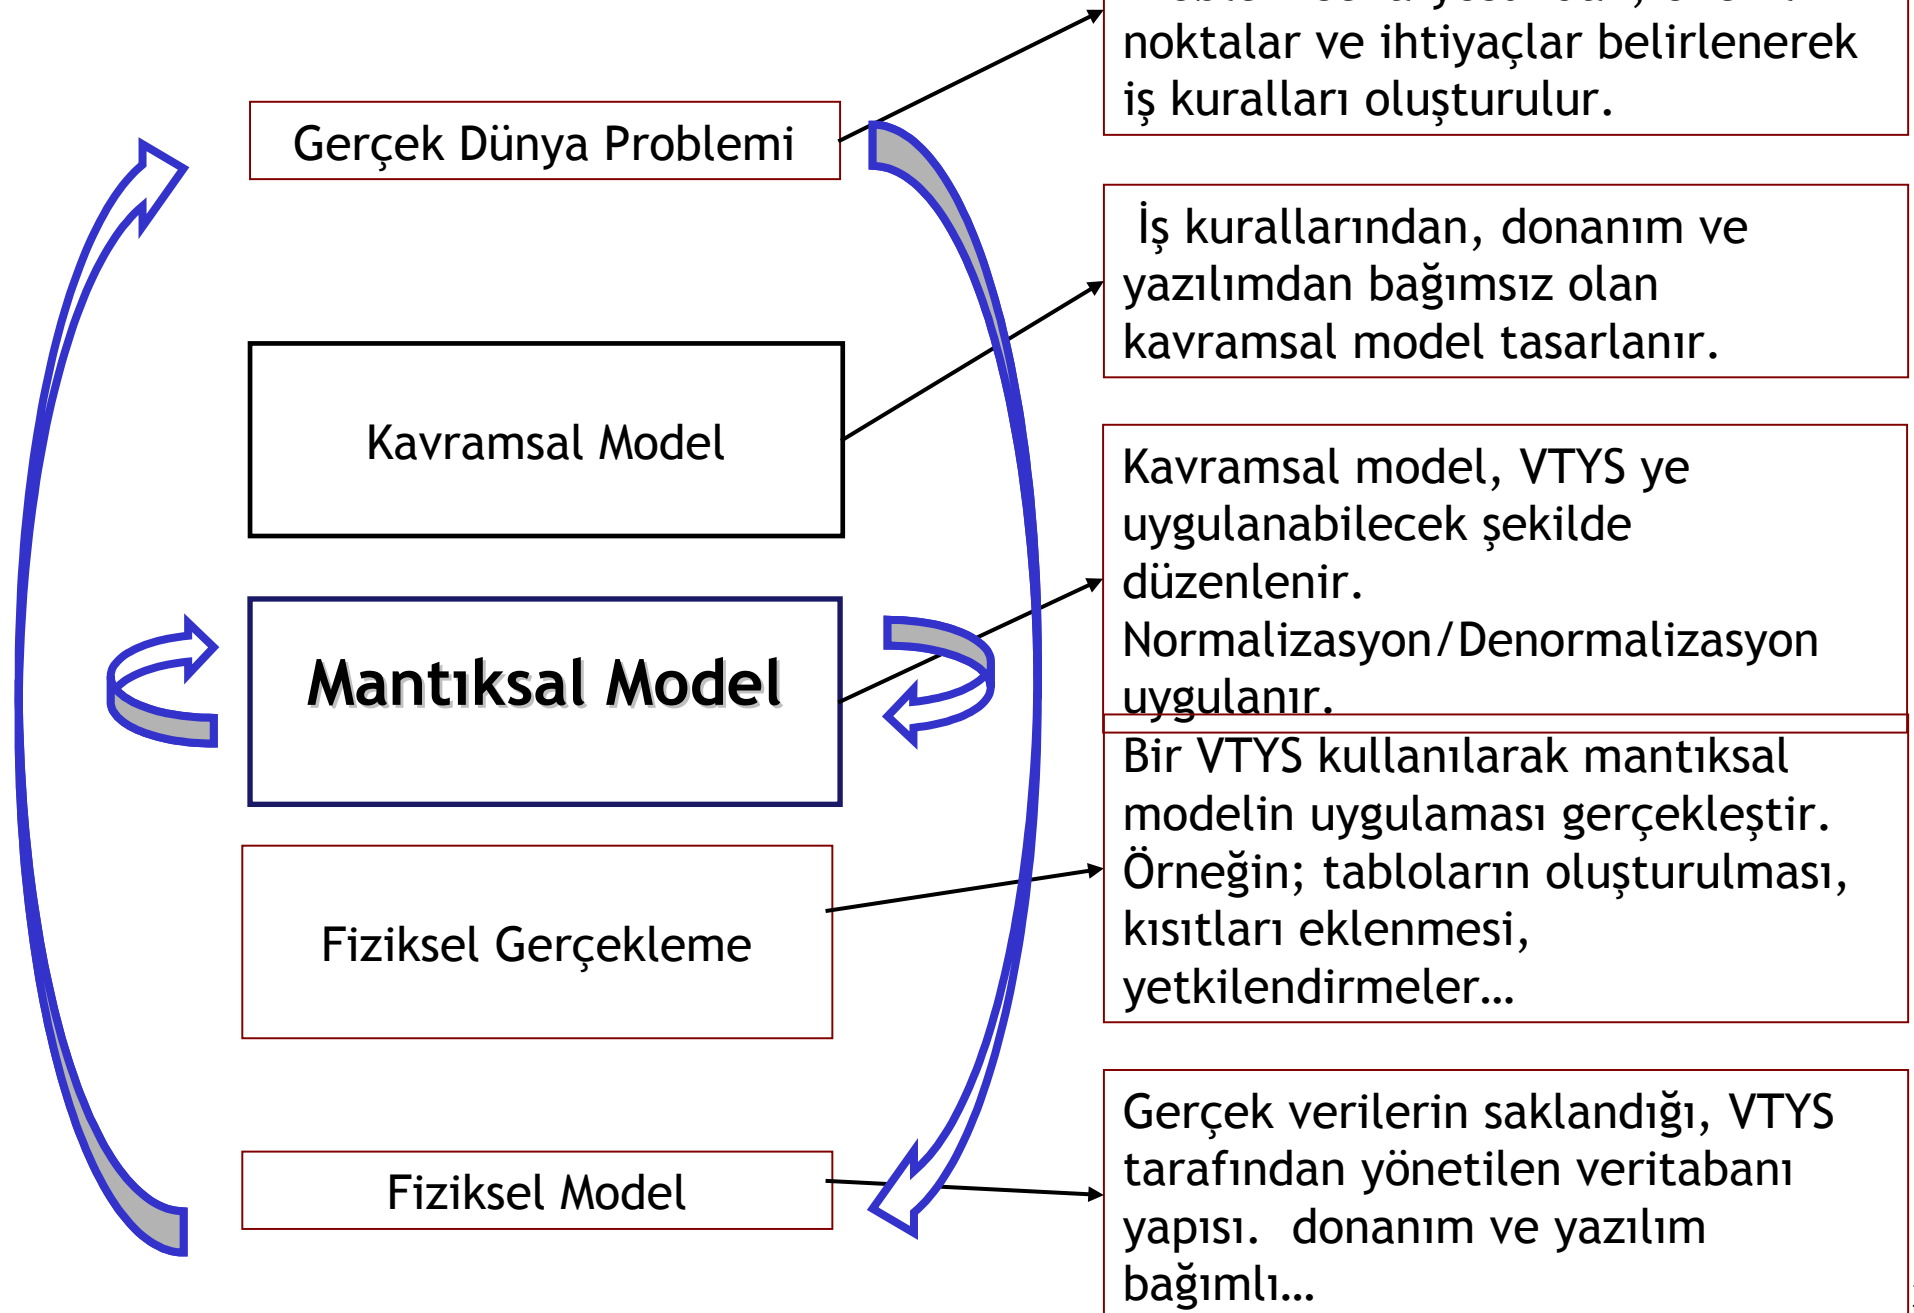 noktalar ve ihtiyaçlar belirlenerek
iş kuralları oluşturulur.
Gerçek Dünya Problemi
İş kurallarından, donanım ve
yazılımdan bağımsız olan
kavramsal model tasarlanır.
Kavramsal Model
Kavramsal model, VTYS ye
uygulanabilecek şekilde
düzenlenir.
Normalizasyon/Denormalizasyon
uygulanır.
Mantıksal Model
Bir VTYS kullanılarak mantıksal
modelin uygulaması gerçekleştir.
Örneğin; tabloların oluşturulması,
kısıtları eklenmesi,
yetkilendirmeler…
Fiziksel Gerçekleme
Gerçek verilerin saklandığı, VTYS
tarafından yönetilen veritabanı
yapısı.  donanım ve yazılım
bağımlı…
Fiziksel Model